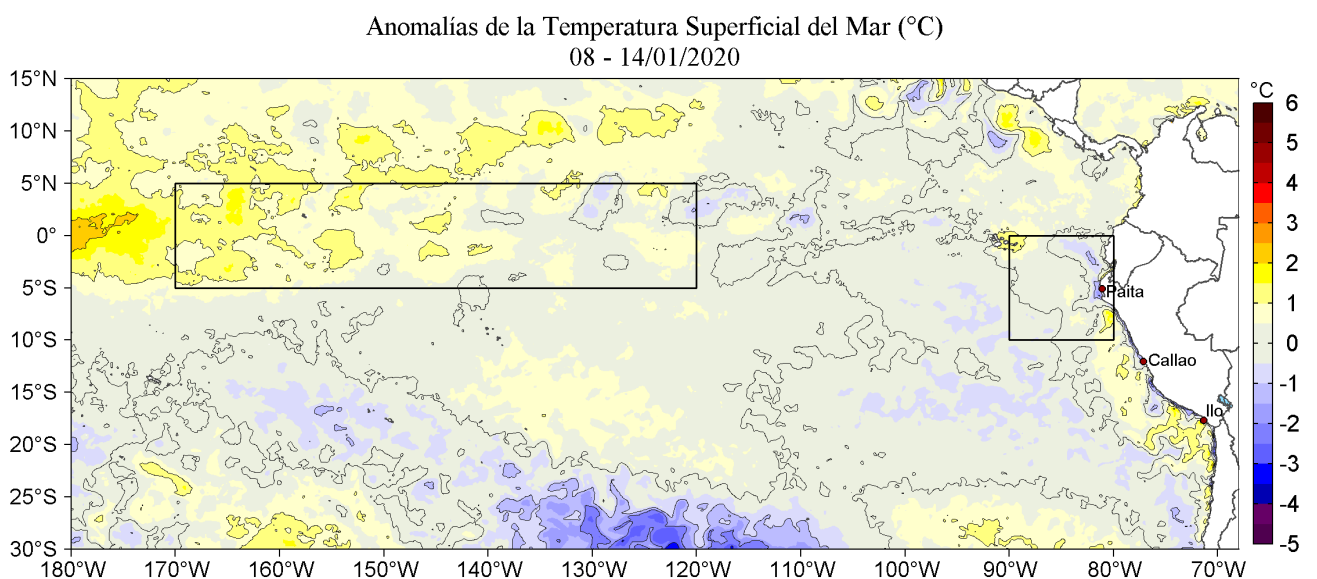 Anomalías de la Temperatura Superficial del Mar (°C)
08 - 14/01/2020
°C
15°N
10°N
5°N
0°
5°S
10°S
15°S
20°S
25°S
30°S
180°W
170°W
160°W
150°W
140°W
130°W
120°W
110°W
100°W
90°W
80°W
70°W
Paita
Callao
Ilo
6
5
4
3
2
1
0
-1
-2
-3
-4
-5